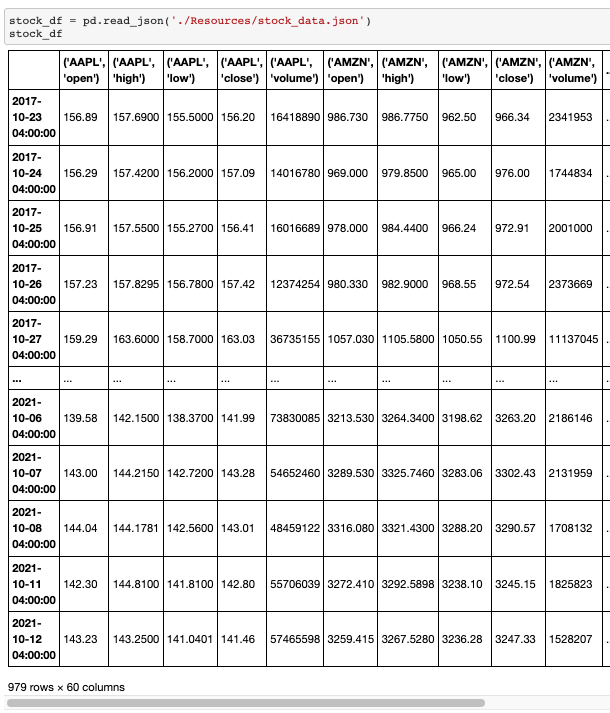 stock_df = pd.read_json('./Resources/stock_data.json')
stock_df
('AAPL', 'open') ('AAPL', 'high') ('AAPL', 'low') ('AAPL', 'close') ('AAPL', 'volume') ('AMZN', 'open') ('AMZN', 'high') ('AMZN', 'low') ('AMZN', 'close') ('AMZN', 'volume') ..
2017-10-23 04:00:00 156.89 157.6900 155.5000 156.20 16418890 986.730 986.7750 962.50 966.34 2341953 .
2017-10-24 04:00:00 156.29 157.4200 156.2000 157.09 14016780 969.000 979.8500 965.00 976.00 1744834 .
2017-10-25 04:00:00 156.91 157.5500 155.2700 156.41 16016689 978.000 984.4400 966.24 972.91 2001000 .
2017-10-26 04:00:00 157.23 157.8295 156.7800 157.42 12374254 980.330 982.9000 968.55 972.54 2373669 .
2017-10-27 04:00:00 159.29 163.6000 158.7000 163.03 36735155 1057.030 1105.5800 1050.55 1100.99 11137045 .
... ... ... ... ... ... ... ... ... ... ... .
2021-10-06 04:00:00 139.58 142.1500 138.3700 141.99 73830085 3213.530 3264.3400 3198.62 3263.20 2186146 .
2021-10-07 04:00:00 143.00 144.2150 142.7200 143.28 54652460 3289.530 3325.7460 3283.06 3302.43 2131959 .
2021-10-08 04:00:00 144.04 144.1781 142.5600 143.01 48459122 3316.080 3321.4300 3288.20 3290.57 1708132 .
2021-10-11 04:00:00 142.30 144.8100 141.8100 142.80 55706039 3272.410 3292.5898 3238.10 3245.15 1825823 .
2021-10-12 04:00:00 143.23 143.2500 141.0401 141.46 57465598 3259.415 3267.5280 3236.28 3247.33 1528207 .
979 rows × 60 columns